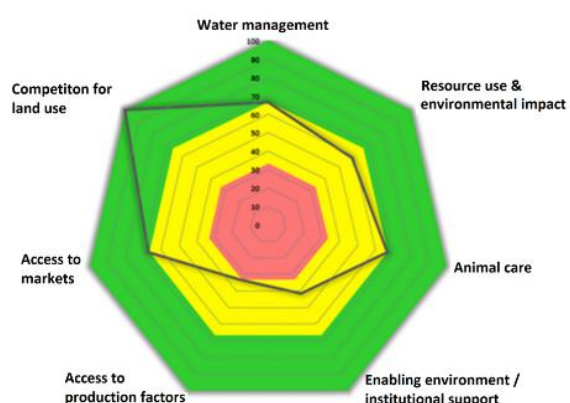 Water management
100
90
80
70
60
50
40
30
20
10
0
Competiton for
land use
Resource use &
environmental impact
Access to
markets
Animal care
Access to
production factors
Enabling environment /
institutional support